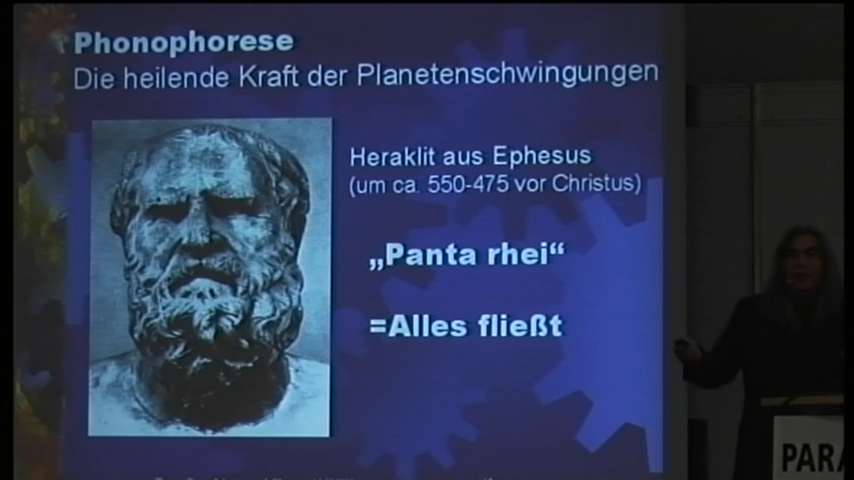 Phonophorese
Die heilende Kraft der Planetenschwingungen
Heraklit aus Ephesus
(um ca. 550-475 vor Christus)
„Panta rhei“
=Alles fließt
PARA